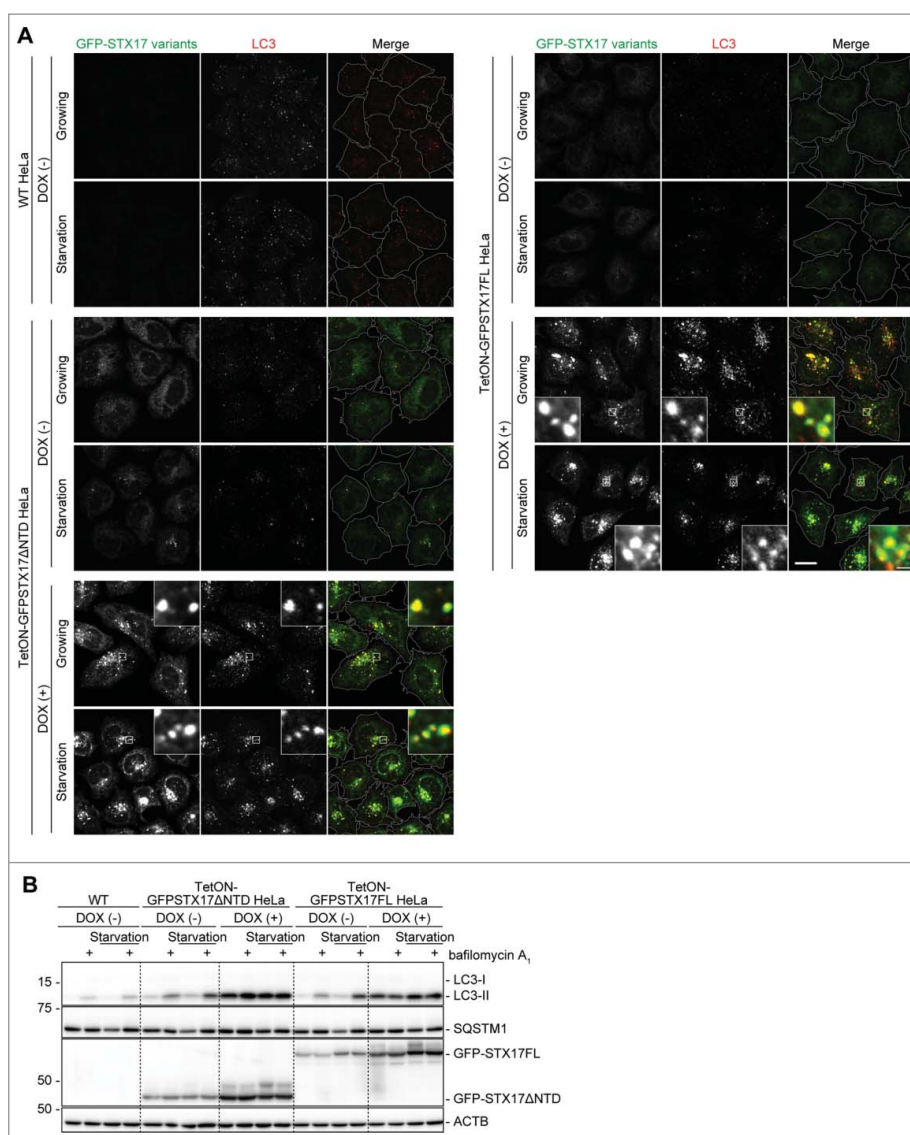 A
GFP-STX17 variants LC3 Merge
WT HeLa
DOX (-)
Growing
Starvation
TetON-GFPSTX17ΔNTD HeLa
DOX (-)
Growing
Starvation
DOX (+)
Growing
Starvation
GFP-STX17 variants LC3 Merge
TetON-GFPSTX17FL HeLa
DOX (-)
Growing
Starvation
DOX (+)
Growing
Starvation
B
WT
TetON-
GFPSTX17ΔNTD HeLa
TetON-
GFPSTX17FL HeLa
DOX (-) DOX (-) DOX (+) DOX (-) DOX (+)
Starvation Starvation Starvation Starvation Starvation
+ + + + + + + + + + bafilomycin A1
15 -
- LC3-I
- LC3-II
75 -
- SQSTM1
- GFP-STX17FL
50 -
- GFP-STX17ΔNTD
50 -
- ACTB